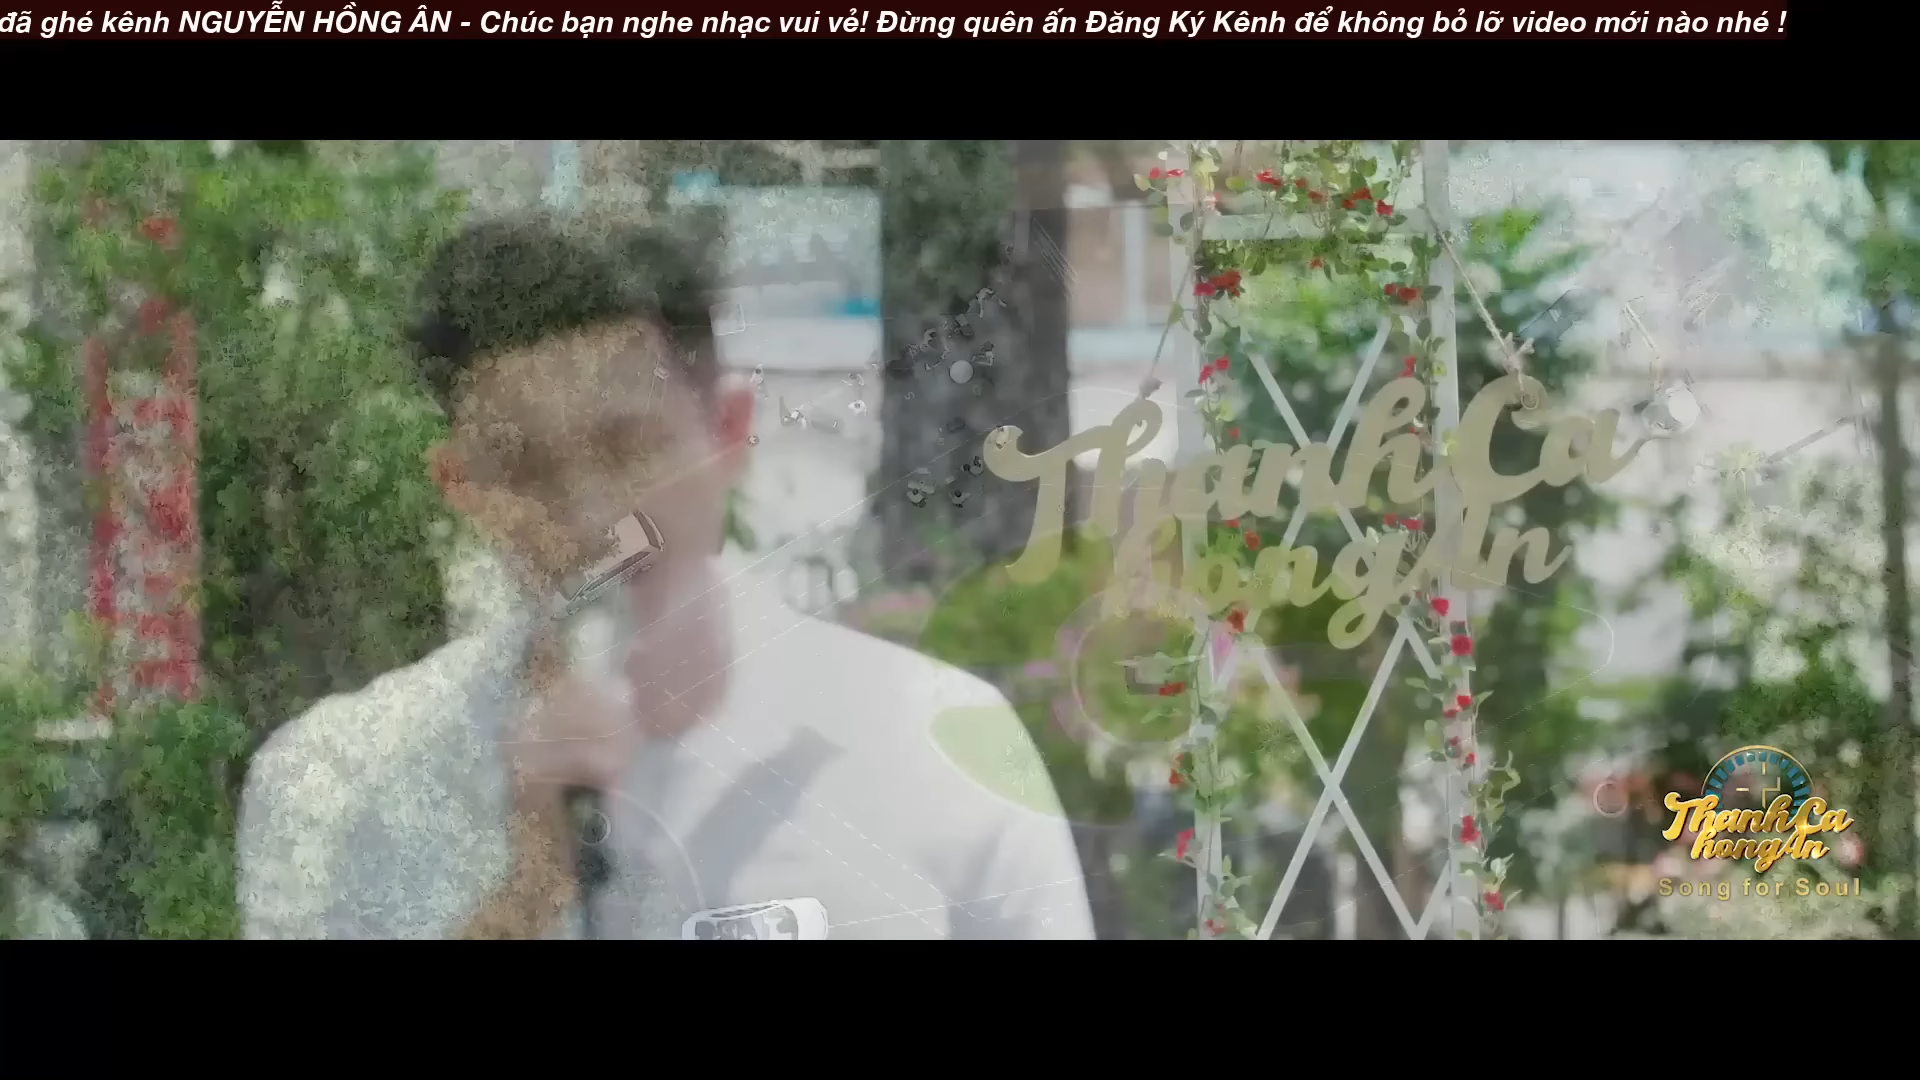 đã ghé kênh NGUYỄN HỒNG ÂN - Chúc bạn nghe nhạc vui vẻ! Đừng quên ấn Đăng Ký Kênh để không bỏ lỡ video mới nào nhé !
Thanh Ca
hongAn
Thanh Ca
hongAn
Song for Soul